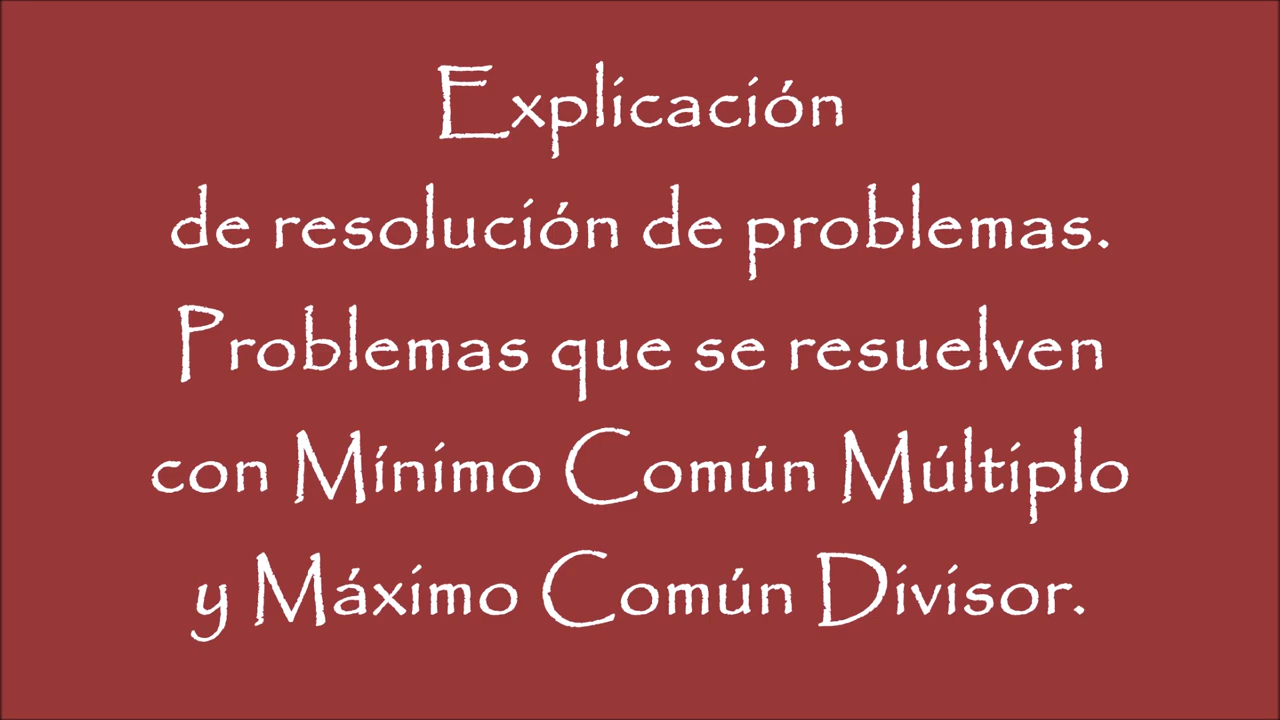 Explicación
de resolución de problemas.
Problemas que se resuelven
con Mínimo Común Múltiplo
y Máximo Común Divisor.